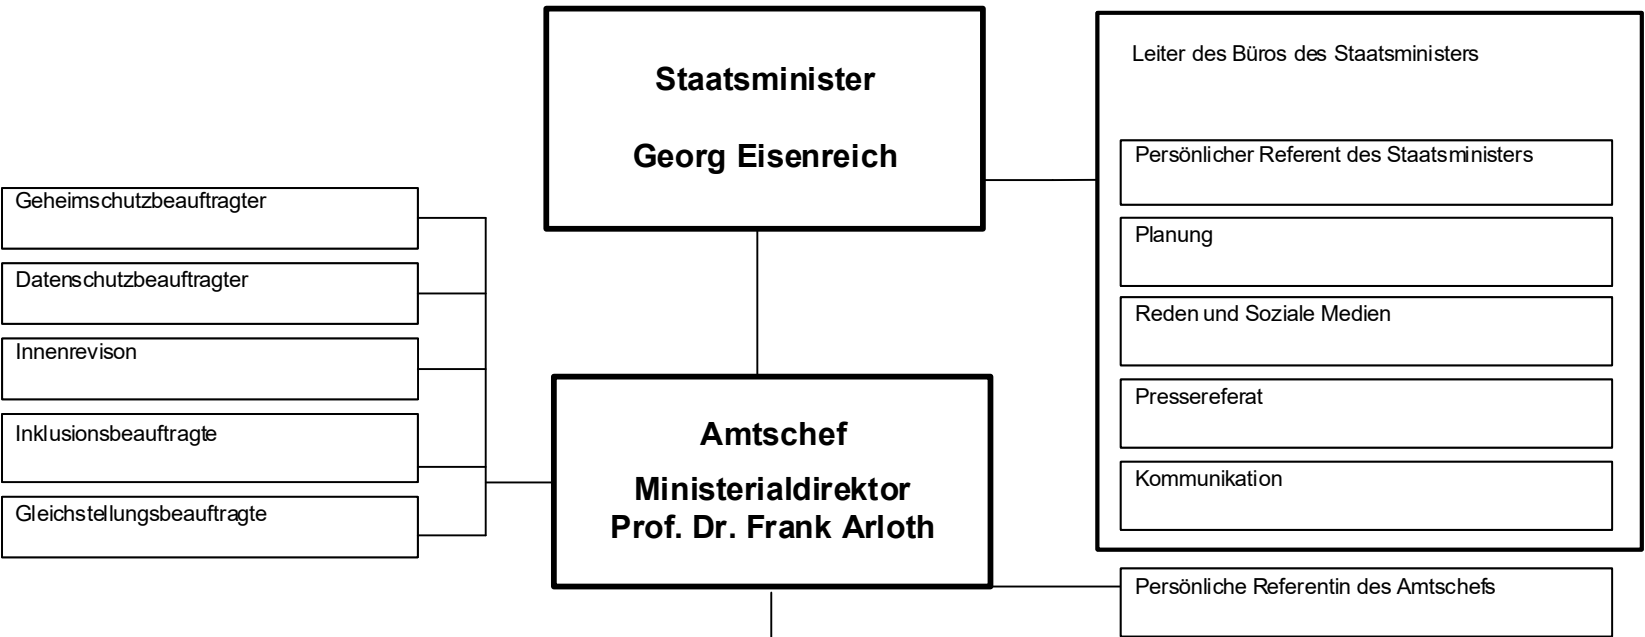 Staatsminister
Georg Eisenreich
Leiter des Büros des Staatsministers
Persönlicher Referent des Staatsministers
Planung
Reden und Soziale Medien
Pressereferat
Kommunikation
Geheimschutzbeauftragter
Datenschutzbeauftragter
Innenrevison
Inklusionsbeauftragte
Gleichstellungsbeauftragte
Amtschef
Ministerialdirektor
Prof. Dr. Frank Arloth
Persönliche Referentin des Amtschefs